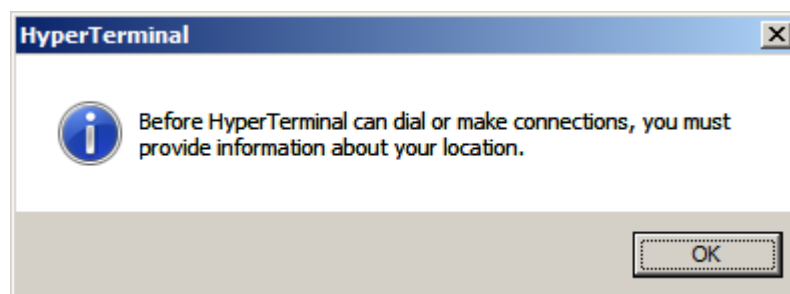 HyperTerminal
Before HyperTerminal can dial or make connections, you must
provide information about your location.
OK